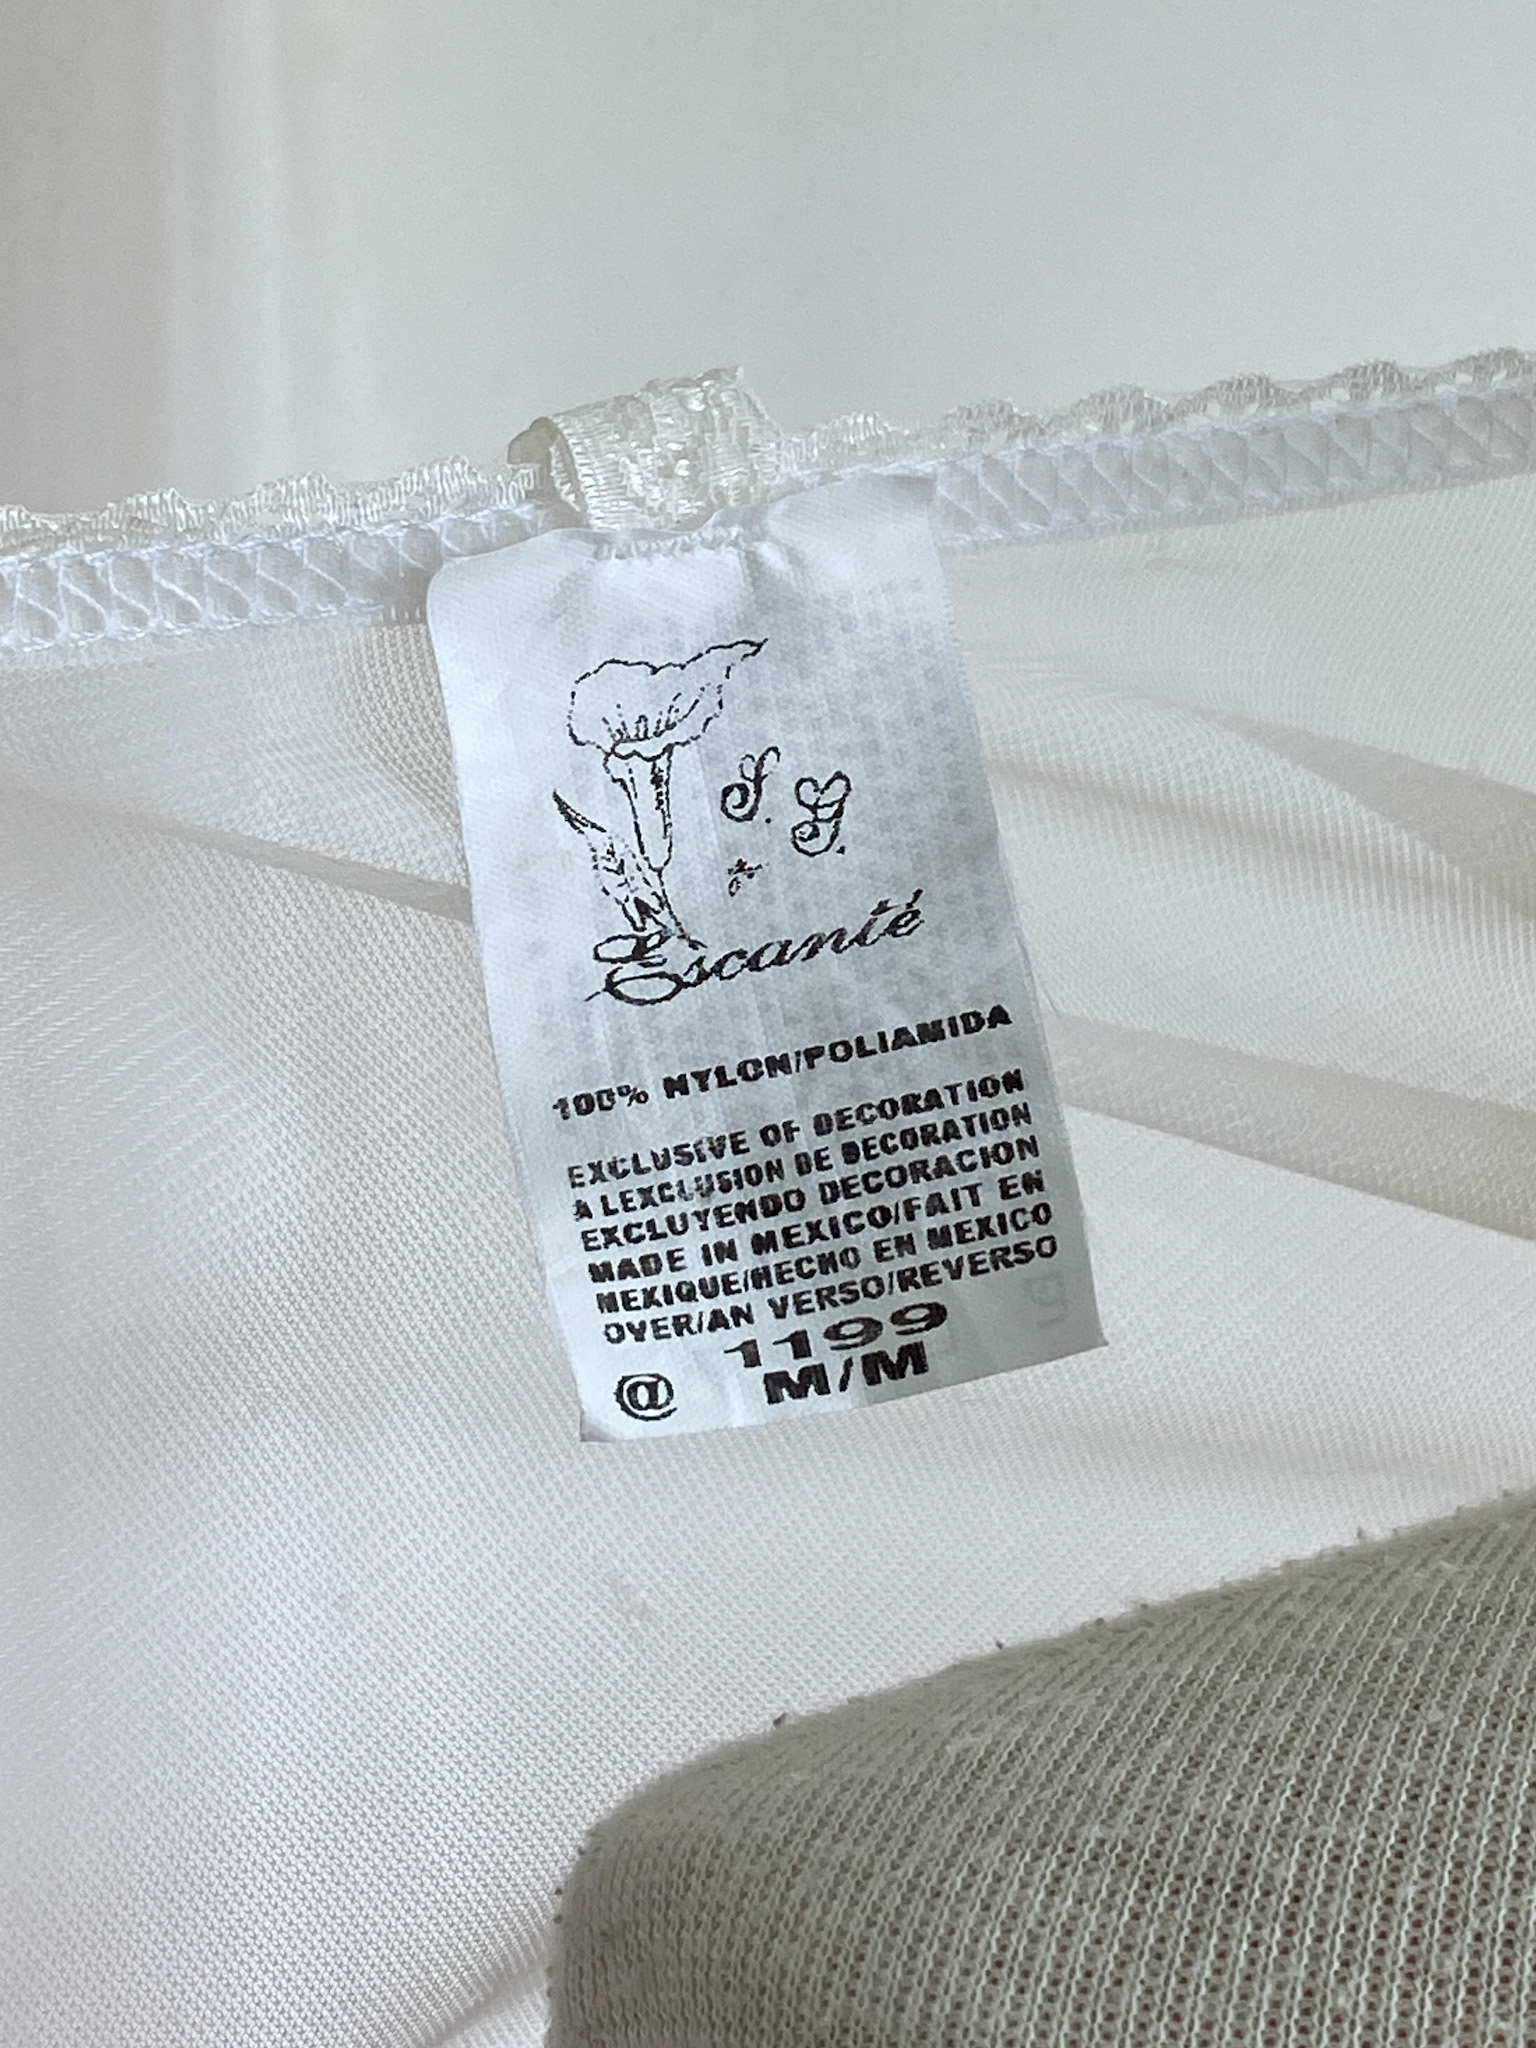 S. G.
Escanté
100% NYLON/POLIAMIDA
EXCLUSIVE OF DECORATION
A LEXCLUSION DE DECORATION
EXCLUYENDO DECORACION
MADE IN MEXICO/FAIT EN
MEXIQUE/HECHO EN MEXICO
OVER/AN VERSO/REVERSO
1199
@ M/M